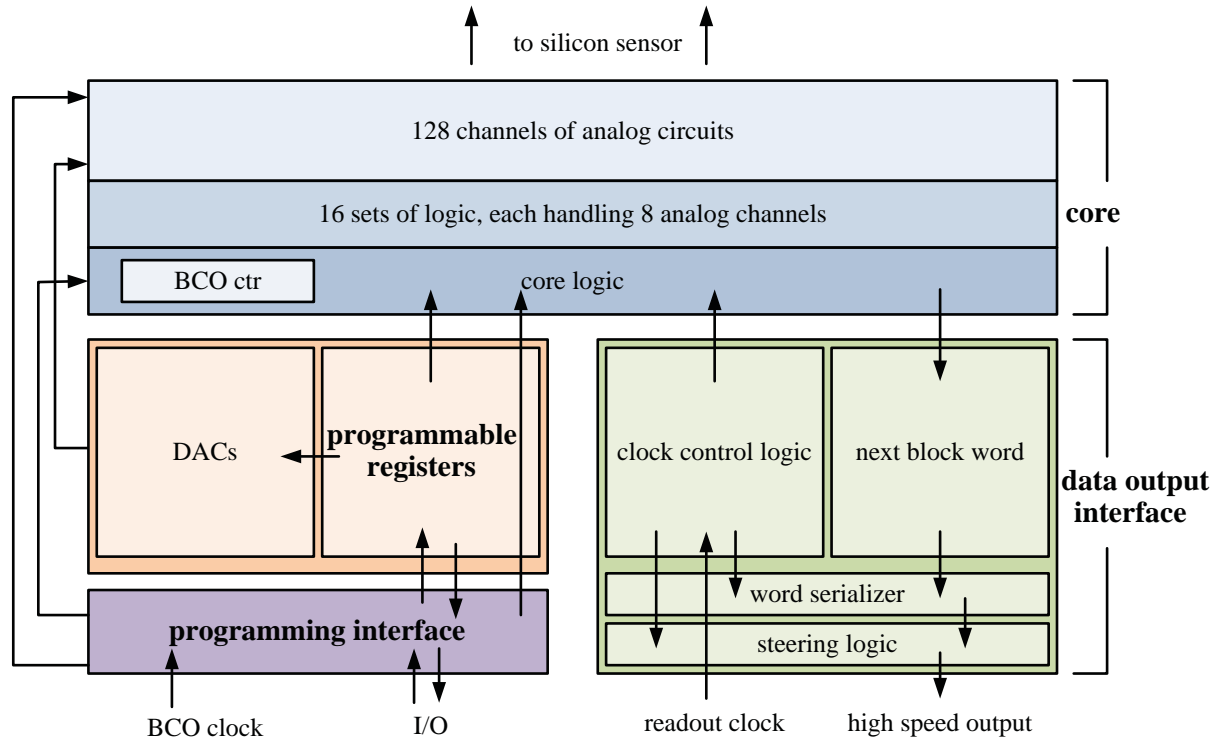 to silicon sensor
128 channels of analog circuits
16 sets of logic, each handling 8 analog channels
core
BCO ctr
core logic
DACs
programmable
registers
clock control logic
next block word
data output
interface
word serializer
programming interface
steering logic
BCO clock
I/O
readout clock
high speed output